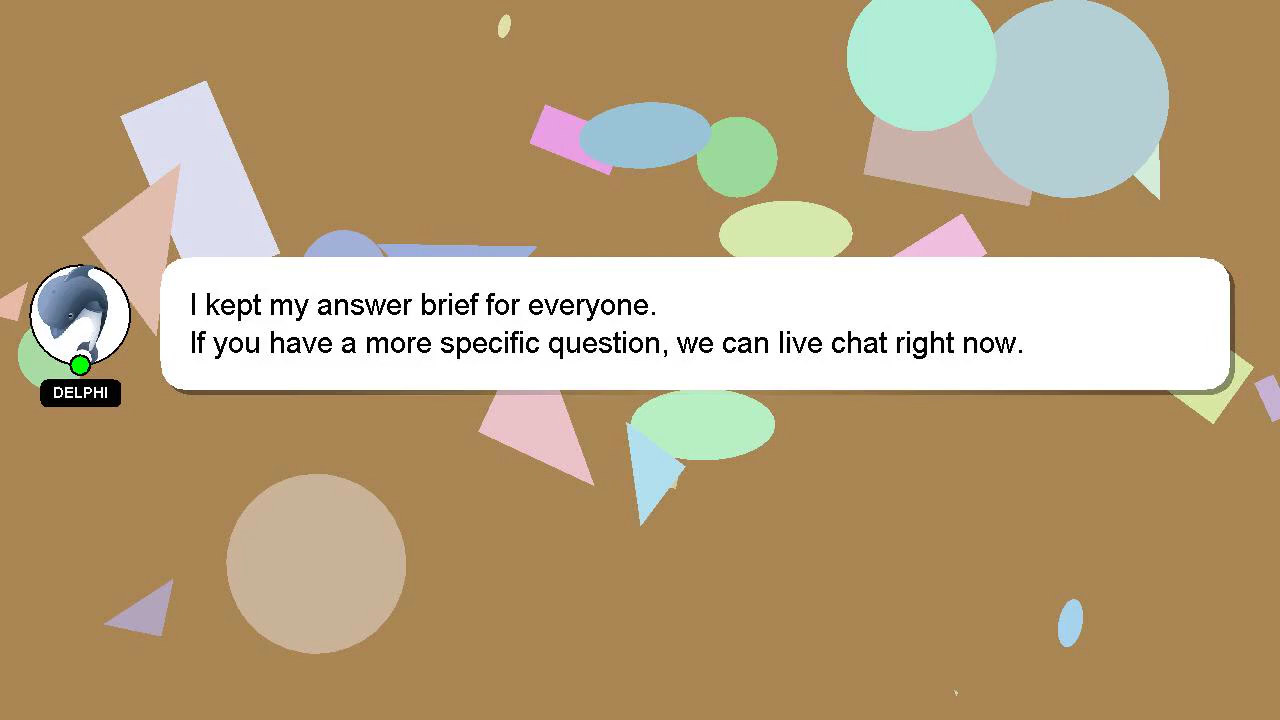 I kept my answer brief for everyone.
If you have a more specific question, we can live chat right now.
DELPHI